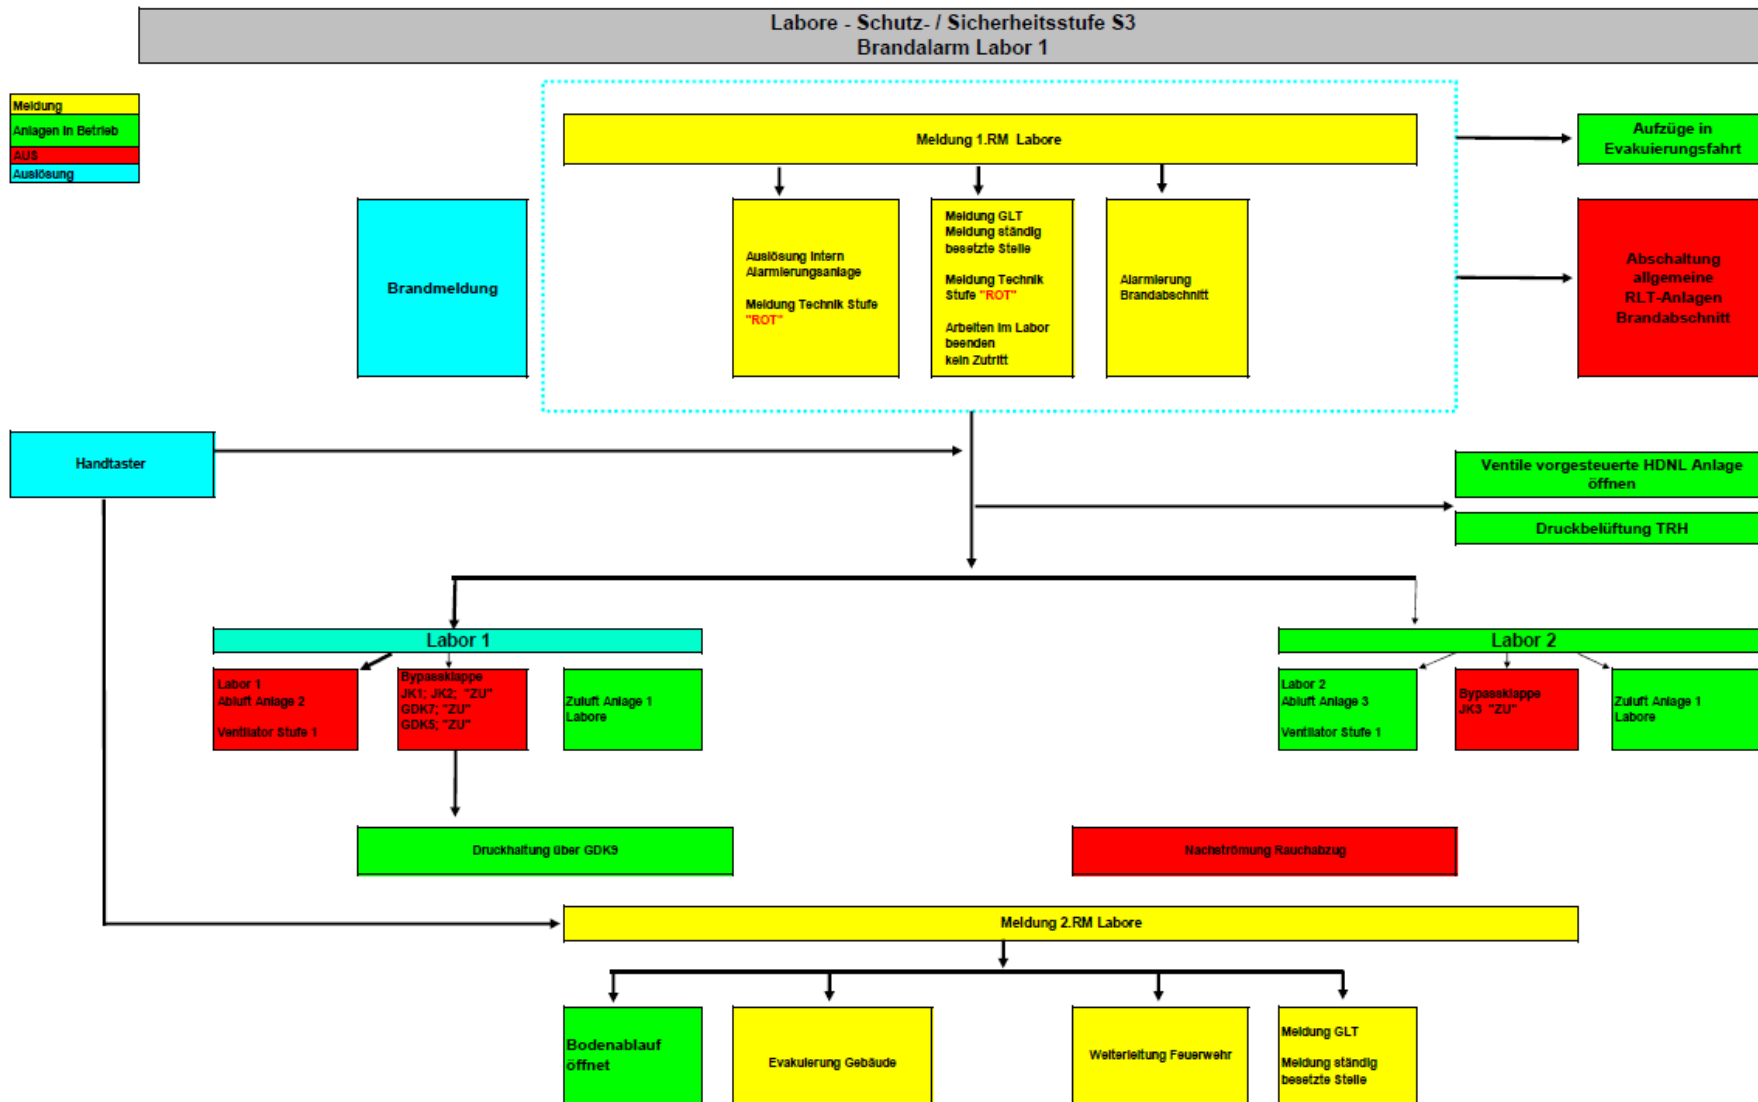 Labore - Schutz- / Sicherheitsstufe S3
Brandalarm Labor 1
Meldung
Anlagen in Betrieb
AUS
Auslösung
Meldung 1.RM  Labore
Aufzüge in
Evakuierungsfahrt
Brandmeldung
Auslösung Intern
Alarmierungsanlage
Meldung Technik Stufe
"ROT"
Meldung GLT
Meldung ständig
besetzte Stelle
Meldung Technik
Stufe "ROT"
Arbeiten im Labor
beenden
kein Zutritt
Alarmierung
Brandabschnitt
Abschaltung
allgemeine
RLT-Anlagen
Brandabschnitt
Handtaster
Ventile vorgesteuerte HDNL Anlage
öffnen
Druckbelüftung TRH
Labor 1
Labor 2
Labor 1
Abluft Anlage 2
Ventilator Stufe 1
Bypassklappe
JK1; JK2;  "ZU"
GDK7; "ZU"
GDK5; "ZU"
Zuluft Anlage 1
Labore
Labor 2
Abluft Anlage 3
Ventilator Stufe 1
Bypassklappe
JK3  "ZU"
Zuluft Anlage 1
Labore
Druckhaltung über GDK9
Nachströmung Rauchabzug
Meldung 2.RM Labore
Bodenablauf
öffnet
Evakuierung Gebäude
Weiterleitung Feuerwehr
Meldung GLT
Meldung ständig
besetzte Stelle